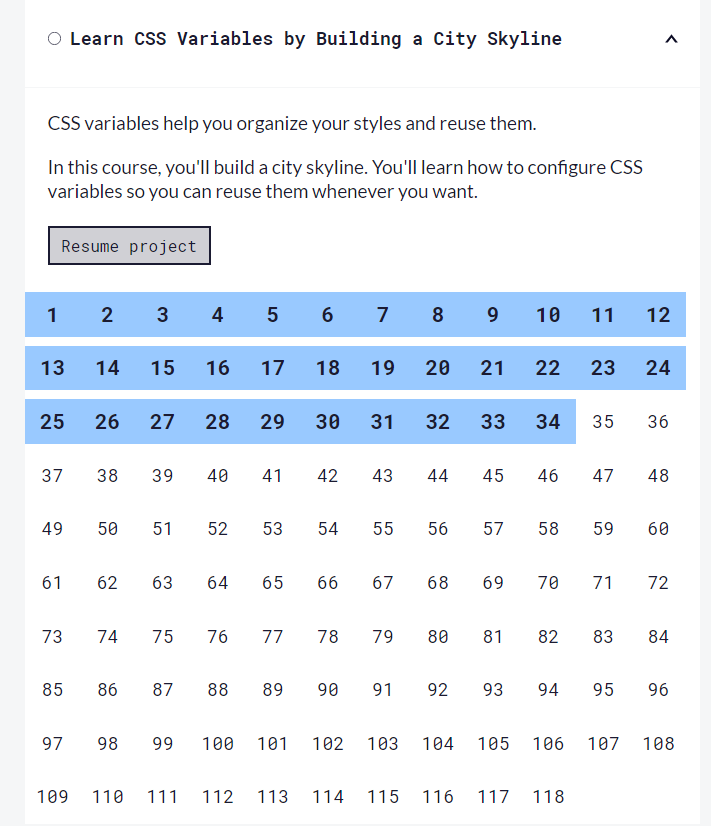 Learn CSS Variables by Building a City Skyline
CSS variables help you organize your styles and reuse them.
In this course, you'll build a city skyline. You'll learn how to configure CSS
variables so you can reuse them whenever you want.
Resume project
1 2 3 4 5 6 7 8 9 10 11 12
13 14 15 16 17 18 19 20 21 22 23 24
25 26 27 28 29 30 31 32 33 34 35 36
37 38 39 40 41 42 43 44 45 46 47 48
49 50 51 52 53 54 55 56 57 58 59 60
61 62 63 64 65 66 67 68 69 70 71 72
73 74 75 76 77 78 79 80 81 82 83 84
85 86 87 88 89 90 91 92 93 94 95 96
97 98 99 100 101 102 103 104 105 106 107 108
109 110 111 112 113 114 115 116 117 118